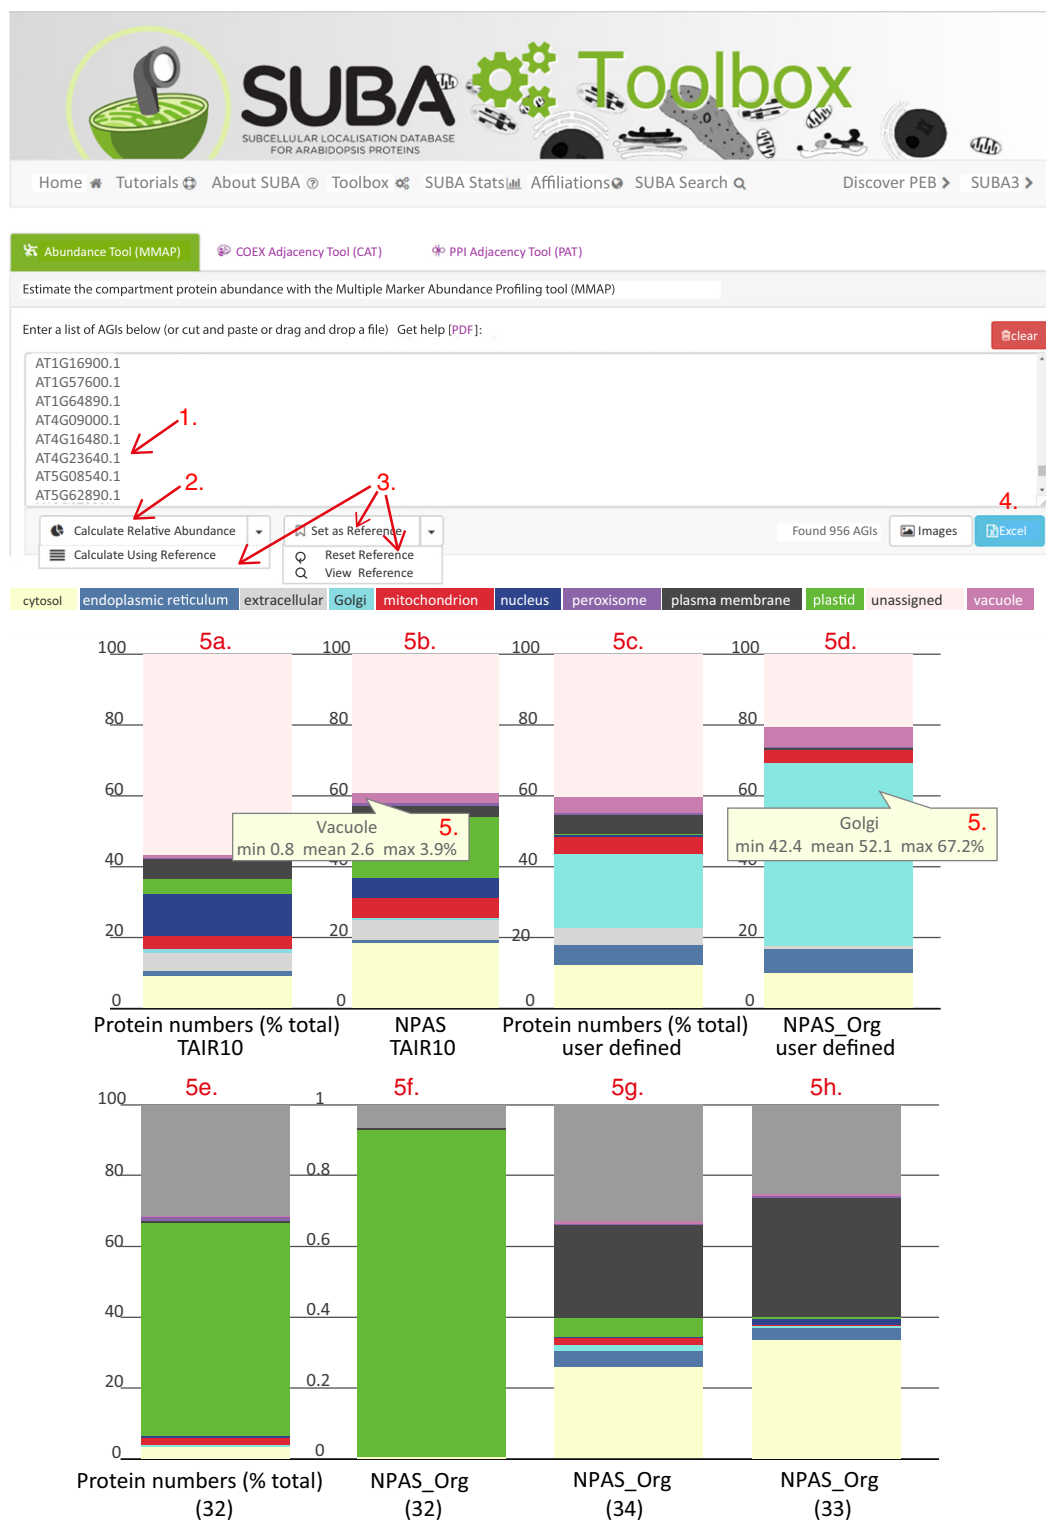 SUBA Toolbox
SUBCELLULAR LOCALISATION DATABASE
FOR ARABIDOPSIS PROTEINS
Home Tutorials About SUBA Toolbox SUBA Stats Affiliations SUBA Search Discover PEB SUBA3
Abundance Tool (MMAP) COEX Adjacency Tool (CAT) PPI Adjacency Tool (PAT)
Estimate the compartment protein abundance with the Multiple Marker Abundance Profiling tool (MMAP)
Enter a list of AGIs below (or cut and paste or drag and drop a file) Get help [PDF]:
clear
AT1G16900.1
AT1G57600.1
AT1G64890.1
AT4G09000.1
1.
AT4G16480.1
AT4G23640.1
AT5G08540.1
2. 3.
AT5G62890.1
4.
Calculate Relative Abundance Set as Reference Found 956 AGIs Images Excel
Calculate Using Reference Reset Reference
View Reference
cytosol endoplasmic reticulum extracellular Golgi mitochondrion nucleus peroxisome plasma membrane plastid unassigned vacuole
5a. 5b. 5c. 5d.
100 100 100 100
80 80 80 80
60 60 60 60
Vacuole 5. Golgi 5.
min 0.8 mean 2.6 max 3.9% min 42.4 mean 52.1 max 67.2%
40 40 40 40
20 20 20 20
0 0 0 0
Protein numbers (% total) NPAS Protein numbers (% total) NPAS_Org
TAIR10 TAIR10 user defined user defined
5e. 5f. 5g. 5h.
100 1
80 0.8
60 0.6
40 0.4
20 0.2
0 0
Protein numbers (% total) NPAS_Org NPAS_Org NPAS_Org
(32) (32) (34) (33)